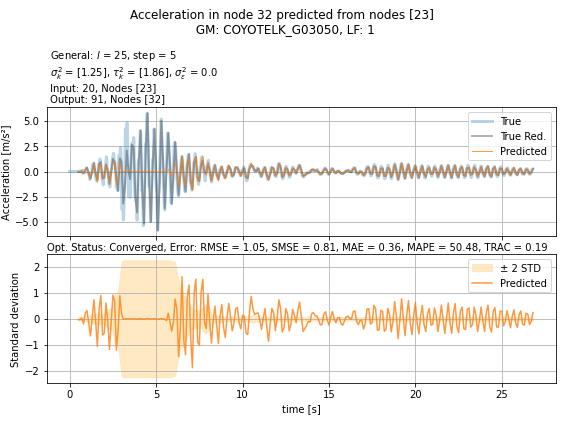 Acceleration in node 32 predicted from nodes [23]
GM: COYOTELK_G03050, LF: 1
General: l = 25, step = 5
σ²ₖ = [1.25], τ²ₖ = [1.86], σ²ε = 0.0
Input: 20, Nodes [23]
Output: 91, Nodes [32]
Acceleration [m/s²]
5.0
2.5
0.0
−2.5
−5.0
True
True Red.
Predicted
Opt. Status: Converged, Error: RMSE = 1.05, SMSE = 0.81, MAE = 0.36, MAPE = 50.48, TRAC = 0.19
Standard deviation
2
1
0
−1
−2
± 2 STD
Predicted
0 5 10 15 20 25
time [s]